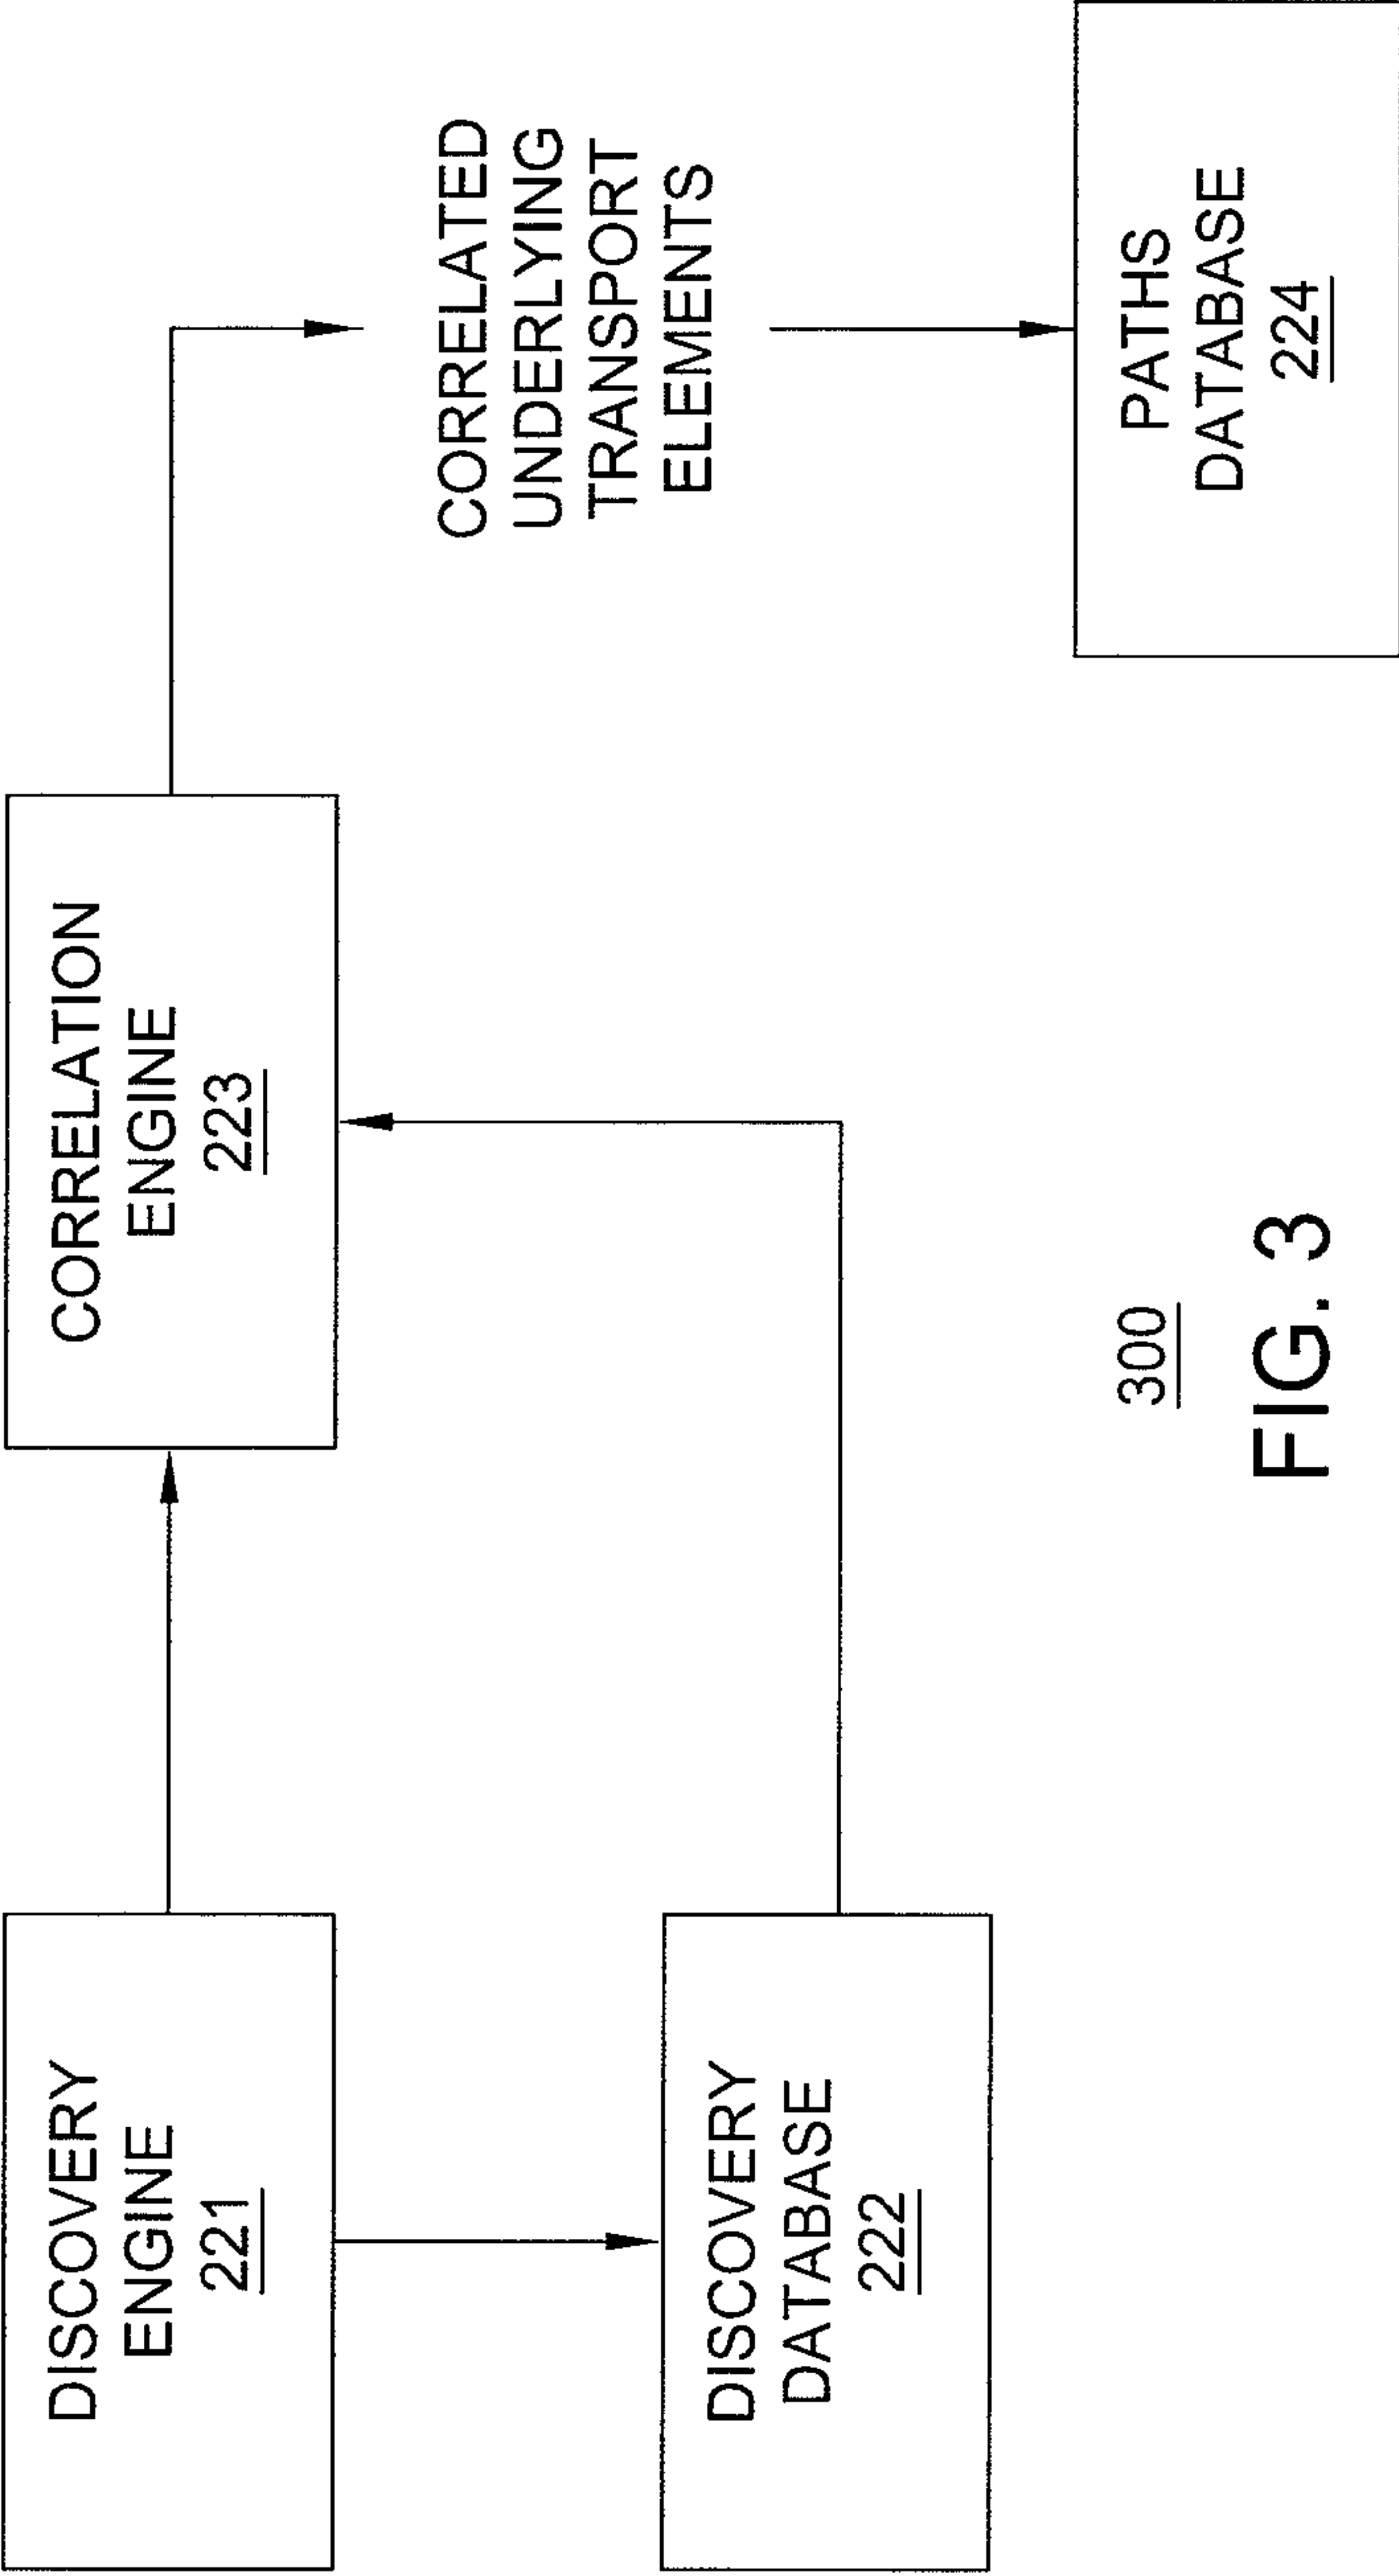 DISCOVERY
ENGINE
221
DISCOVERY
DATABASE
222
CORRELATION
ENGINE
223
CORRELATED
UNDERLYING
TRANSPORT
ELEMENTS
PATHS
DATABASE
224
300
FIG. 3